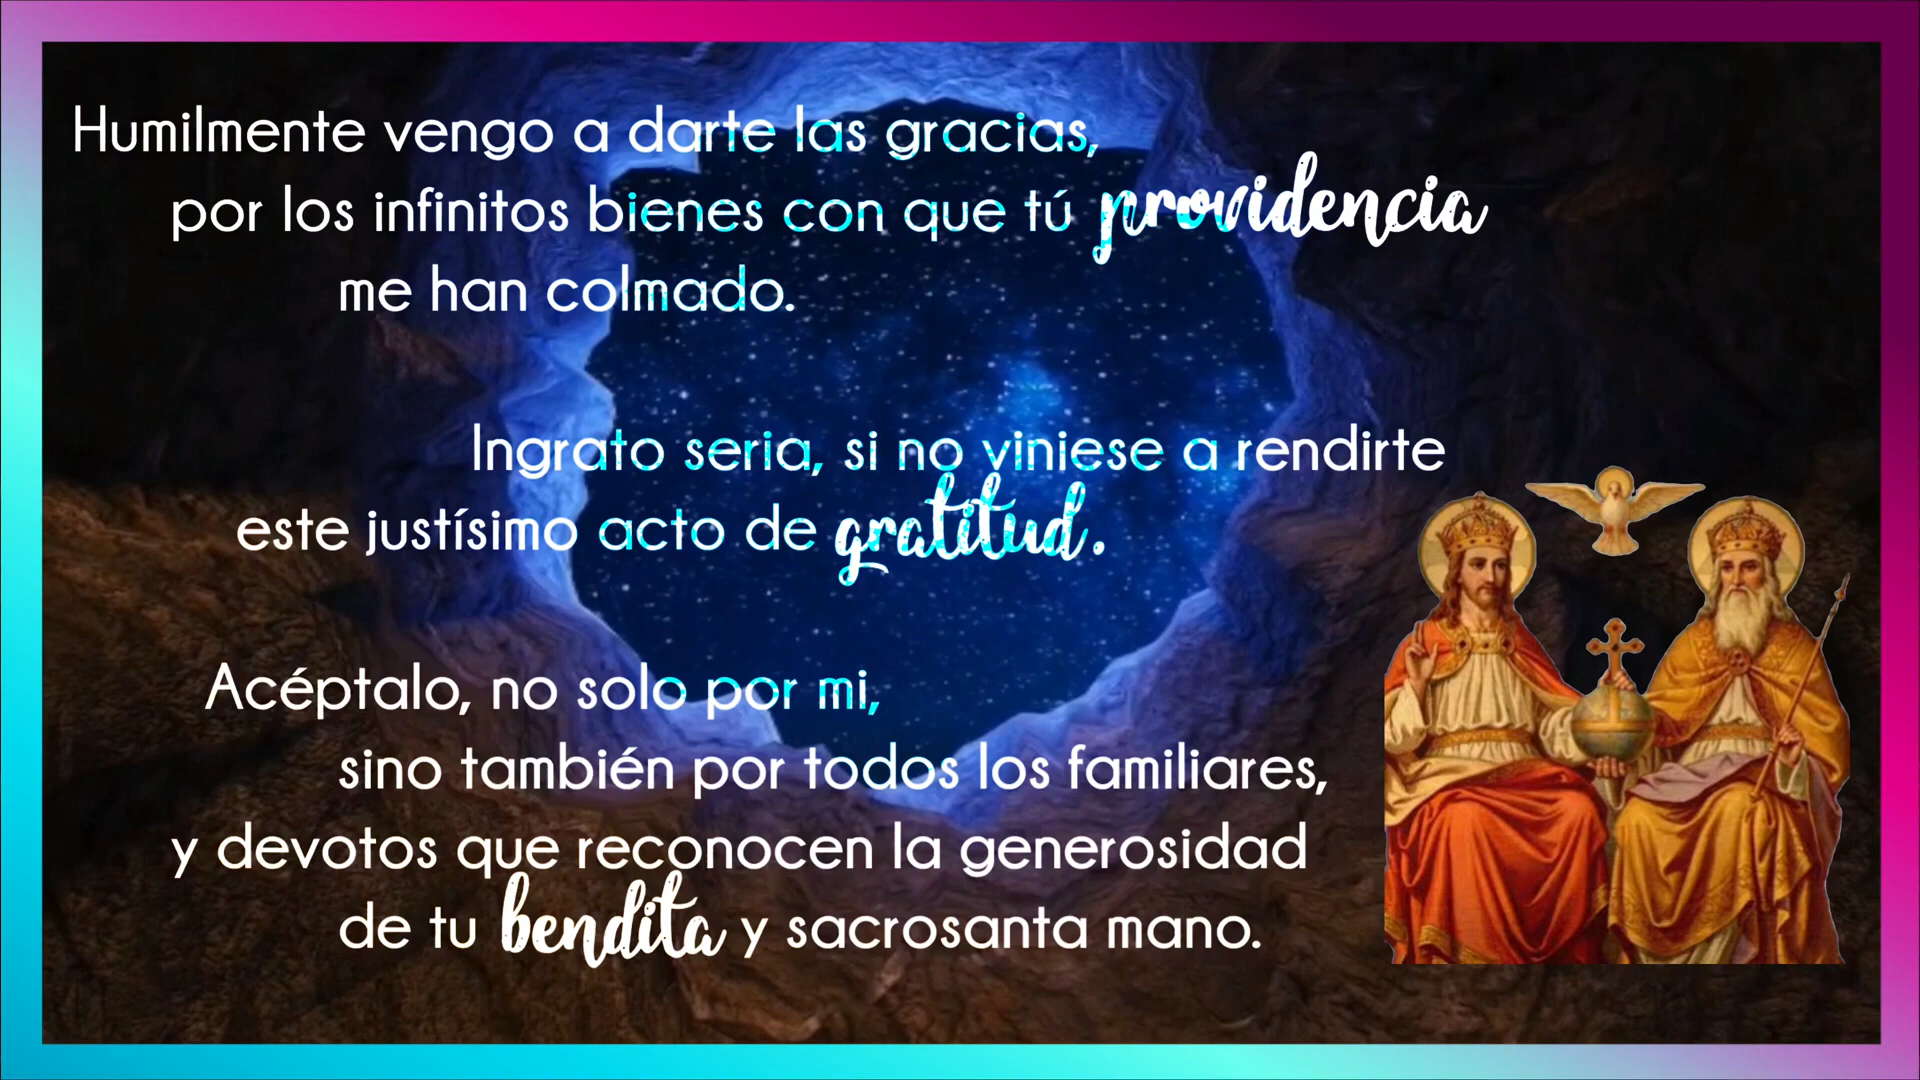 Humilmente vengo a darte las gracias,
por los infinitos bienes con que tú providencia
me han colmado.
Ingrato seria, si no viniese a rendirte
este justísimo acto de gratitud.
Acéptalo, no solo por mi,
sino también por todos los familiares,
y devotos que reconocen la generosidad
de tu bendita y sacrosanta mano.